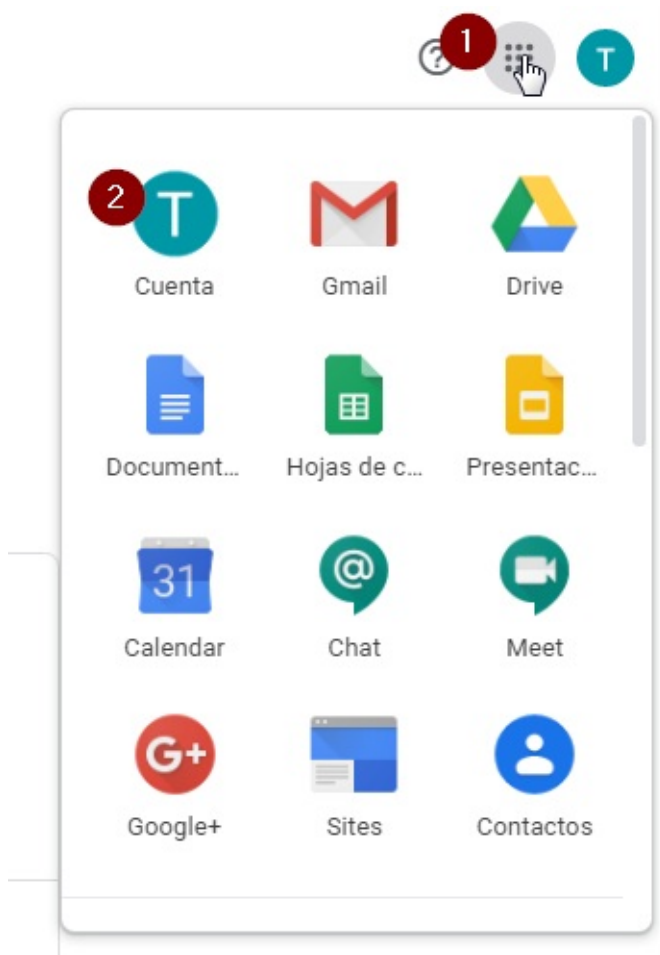 ? 1 T
2 T
Cuenta Gmail Drive
Document... Hojas de c... Presentac...
31 @
Calendar Chat Meet
G+
Google+ Sites Contactos